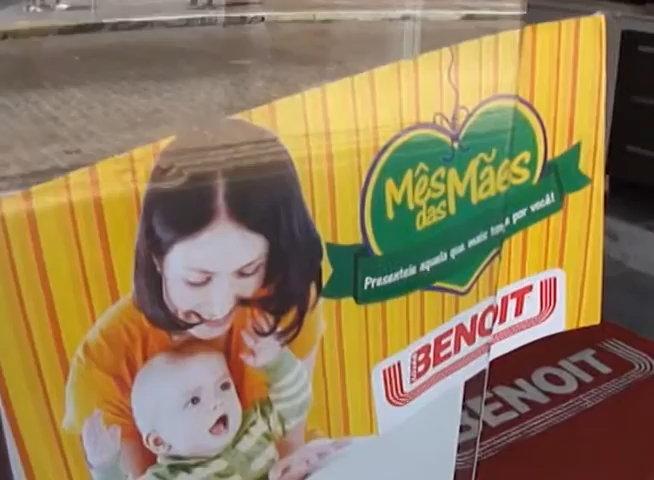 Mês
das Mães
Presenteie aquela que mais tem a por você!
BENOIT
BENOIT